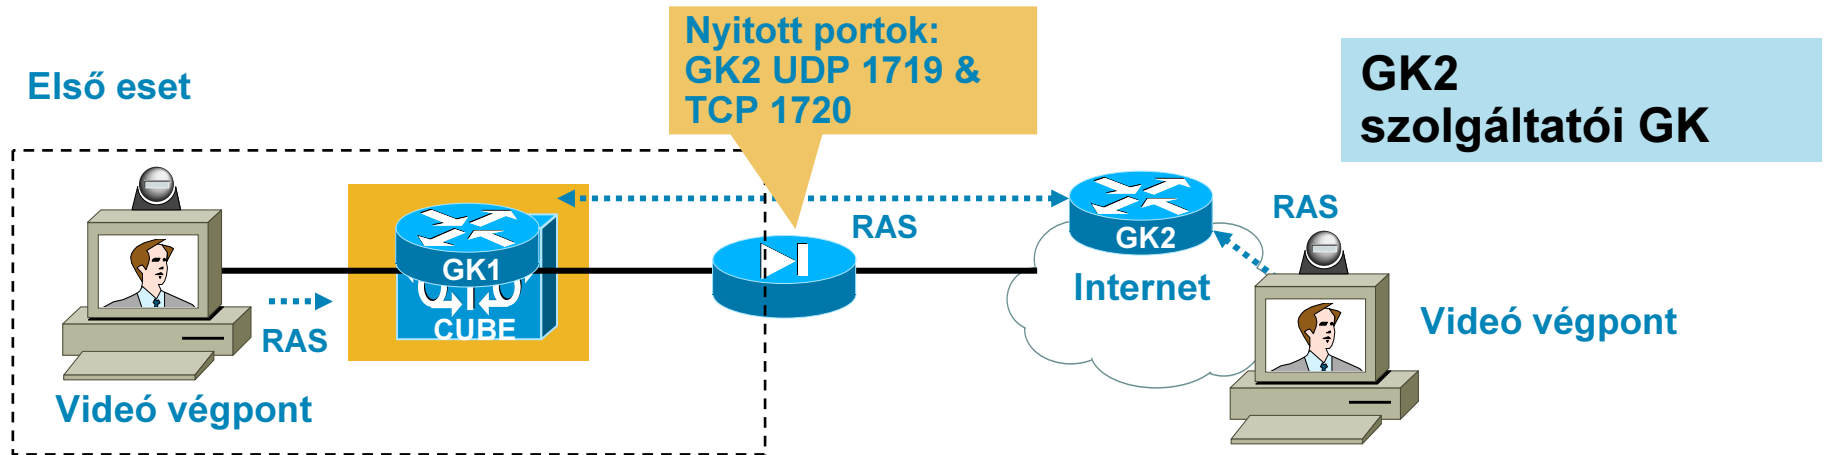 Nyitott portok:
GK2 UDP 1719 &
TCP 1720
Első eset
GK2
szolgáltatói GK
RAS
RAS
GK2
GK1
Internet
CUBE
RAS
Videó végpont
Videó végpont